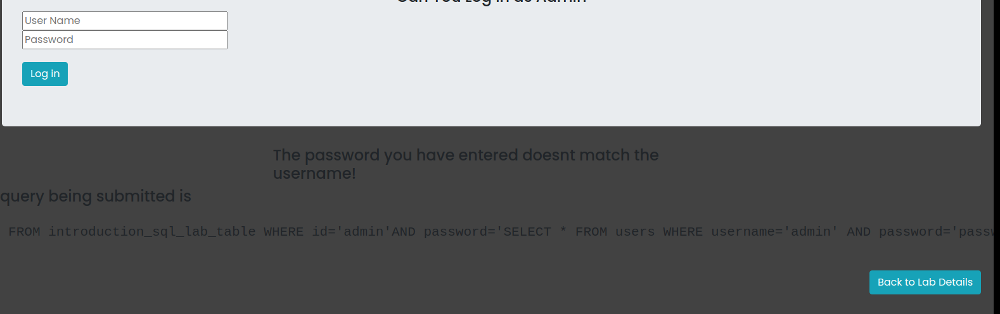 Can You Log in as Admin
User Name
Password
Log in
The password you have entered doesnt match the
username!
query being submitted is
FROM introduction_sql_lab_table WHERE id='admin'AND password='SELECT * FROM users WHERE username='admin' AND password='passw
Back to Lab Details